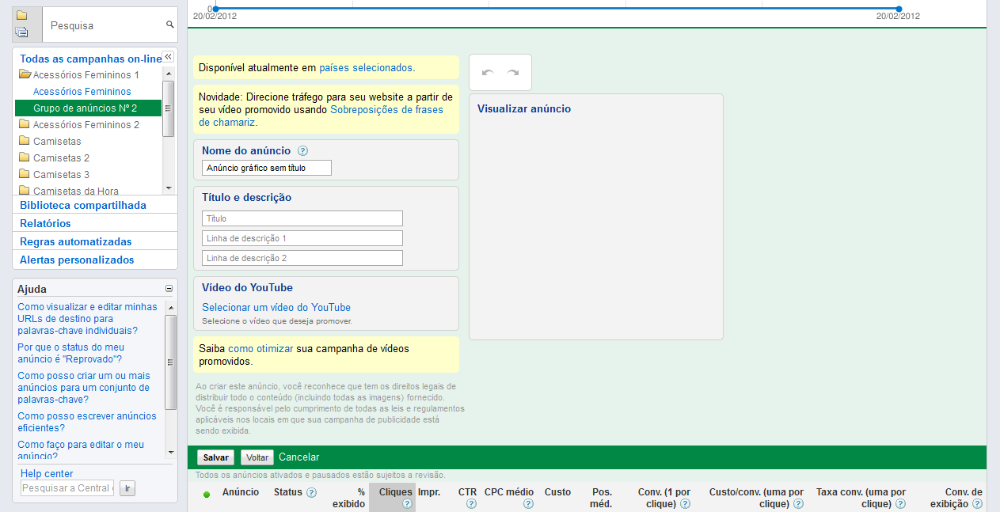 Pesquisa
Todas as campanhas on-line
Acessórios Femininos 1
Acessórios Femininos
Grupo de anúncios Nº 2
Acessórios Femininos 2
Camisetas
Camisetas 2
Camisetas 3
Camisetas da Hora
Biblioteca compartilhada
Relatórios
Regras automatizadas
Alertas personalizados
Ajuda
Como visualizar e editar minhas
URLs de destino para
palavras-chave individuais?
Por que o status do meu
anúncio é "Reprovado"?
Como posso criar um ou mais
anúncios para um conjunto de
palavras-chave?
Como posso escrever anúncios
eficientes?
Como faço para editar o meu
anúncio?
Help center
Pesquisar a Central
Ir
0
20/02/2012
20/02/2012
Disponível atualmente em países selecionados.
Novidade: Direcione tráfego para seu website a partir de
seu vídeo promovido usando Sobreposições de frases
de chamariz.
Nome do anúncio ?
Anúncio gráfico sem título
Título e descrição
Título
Linha de descrição 1
Linha de descrição 2
Vídeo do YouTube
Selecionar um vídeo do YouTube
Selecione o vídeo que deseja promover.
Saiba como otimizar sua campanha de vídeos
promovidos.
Ao criar este anúncio, você reconhece que tem os direitos legais de
distribuir todo o conteúdo (incluindo todas as imagens) fornecido.
Você é responsável pelo cumprimento de todas as leis e regulamentos
aplicáveis nos locais em que sua campanha de publicidade está
sendo exibida.
Visualizar anúncio
Salvar Voltar Cancelar
Todos os anúncios ativados e pausados estão sujeitos a revisão.
Anúncio Status ? % Cliques Impr. CTR CPC médio Custo Pos. Conv. (1 por Custo/conv. (uma por Taxa conv. (uma por Conv. de
exibido ? ? ? méd. clique) ? clique) ? clique) ? exibição ?